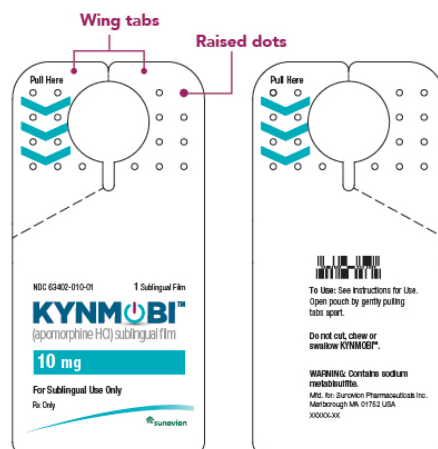 Wing tabs
Raised dots
Pull Here
NDC 63402-010-01 1 Sublingual Film
KYNMOBI™
(apomorphine HCl) sublingual film
10 mg
For Sublingual Use Only
Rx Only
sunovion
Pull Here
To Use: See Instructions for Use.
Open pouch by gently pulling
tabs apart.
Do not cut, chew or
swallow KYNMOBI™.
WARNING: Contains sodium
metabisulfite.
Mfd. for: Sunovion Pharmaceuticals Inc.
Marlborough MA 01752 USA
XXXXX-XX